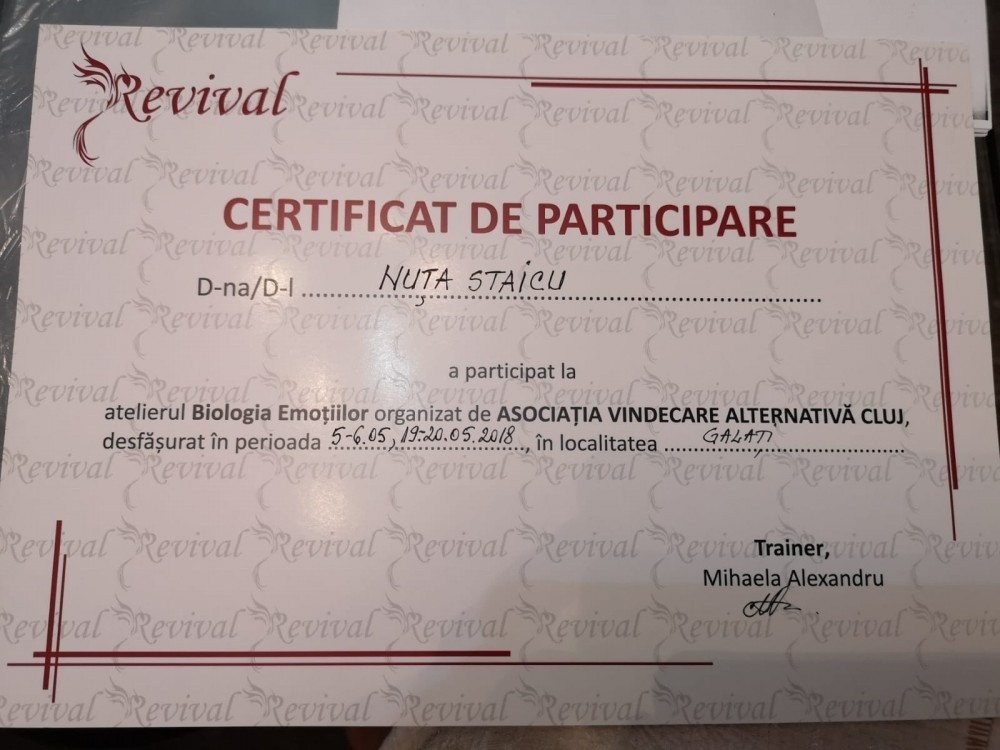 Revival
CERTIFICAT DE PARTICIPARE
D-na/D-l ........ NUȚA STAICU ........................................
a participat la
atelierul Biologia Emoțiilor organizat de ASOCIAȚIA VINDECARE ALTERNATIVĂ CLUJ,
desfășurat în perioada 5-6.05, 19-20.05.2018, în localitatea ...... GALAȚI ......................
Trainer,
Mihaela Alexandru